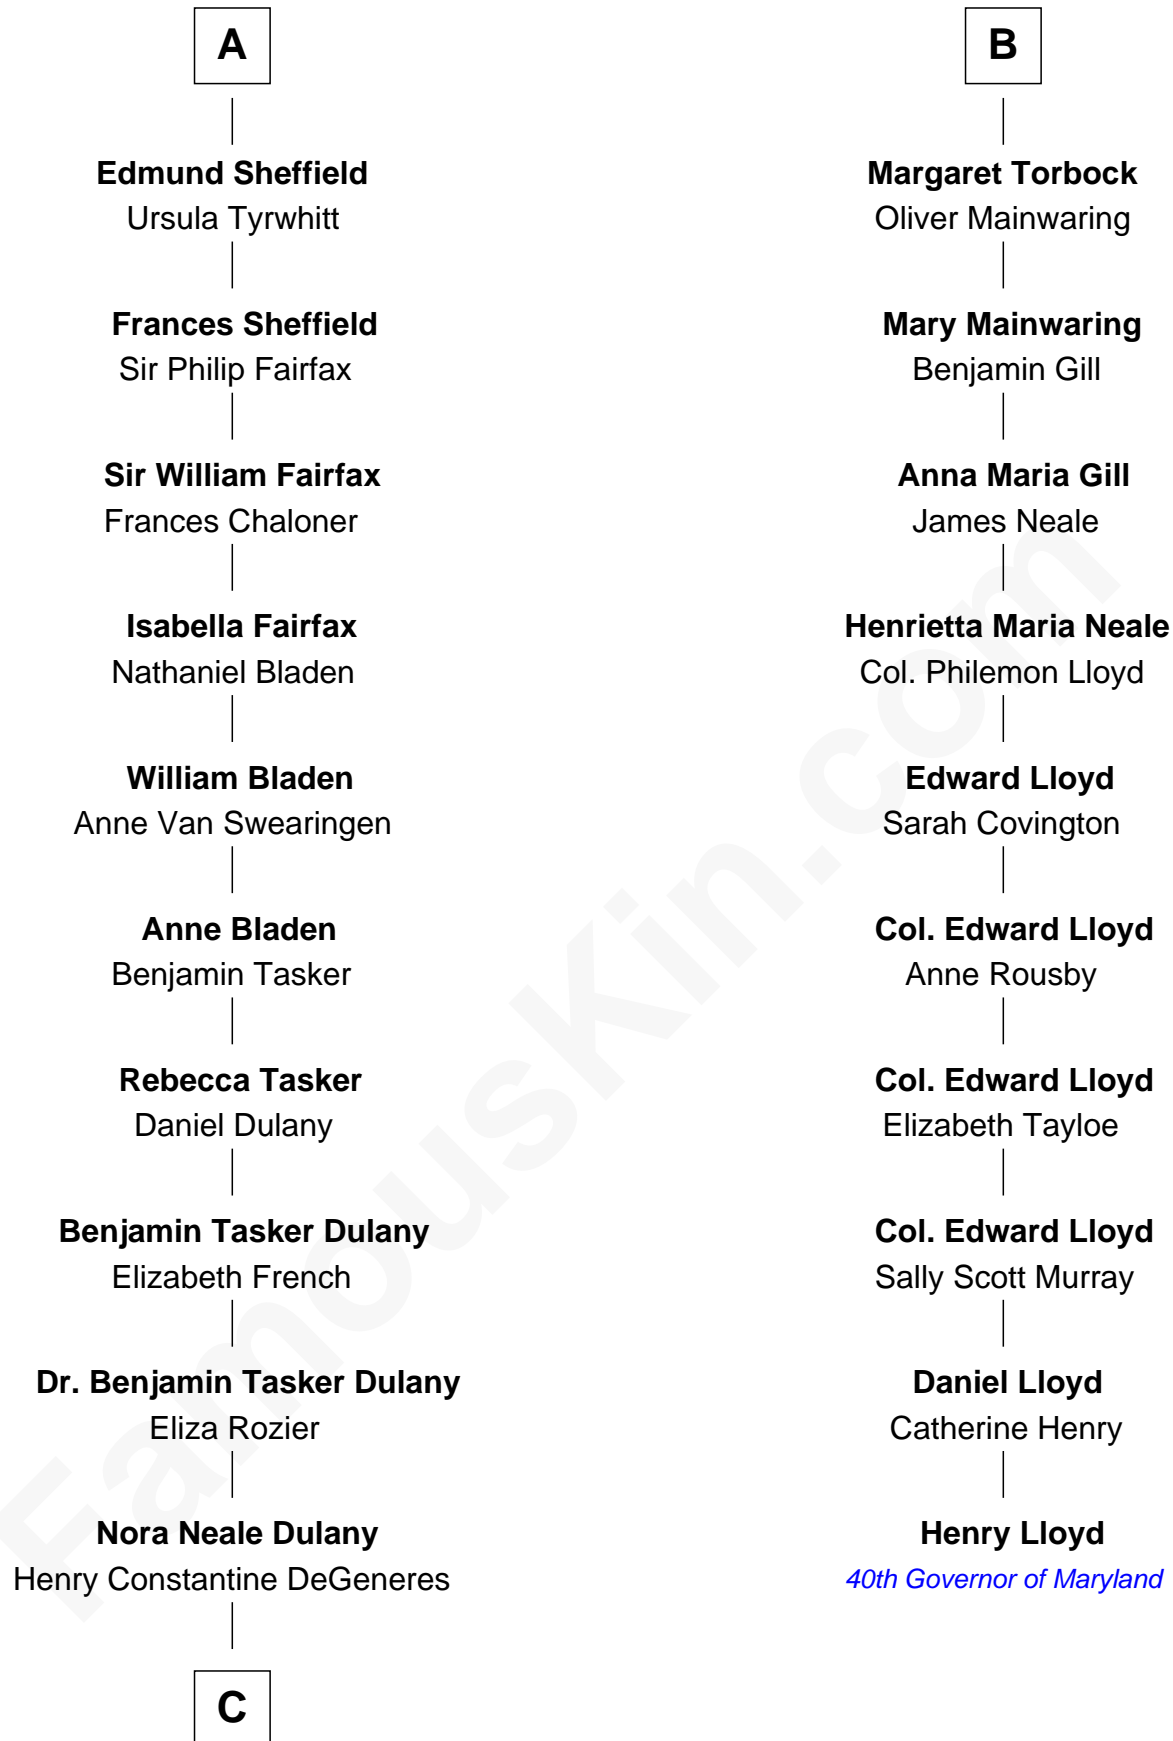 A
Edmund Sheffield
Ursula Tyrwhitt
Frances Sheffield
Sir Philip Fairfax
Sir William Fairfax
Frances Chaloner
Isabella Fairfax
Nathaniel Bladen
William Bladen
Anne Van Swearingen
Anne Bladen
Benjamin Tasker
Rebecca Tasker
Daniel Dulany
Benjamin Tasker Dulany
Elizabeth French
Dr. Benjamin Tasker Dulany
Eliza Rozier
Nora Neale Dulany
Henry Constantine DeGeneres
C
B
Margaret Torbock
Oliver Mainwaring
Mary Mainwaring
Benjamin Gill
Anna Maria Gill
James Neale
Henrietta Maria Neale
Col. Philemon Lloyd
Edward Lloyd
Sarah Covington
Col. Edward Lloyd
Anne Rousby
Col. Edward Lloyd
Elizabeth Tayloe
Col. Edward Lloyd
Sally Scott Murray
Daniel Lloyd
Catherine Henry
Henry Lloyd
40th Governor of Maryland
FamousKin.com